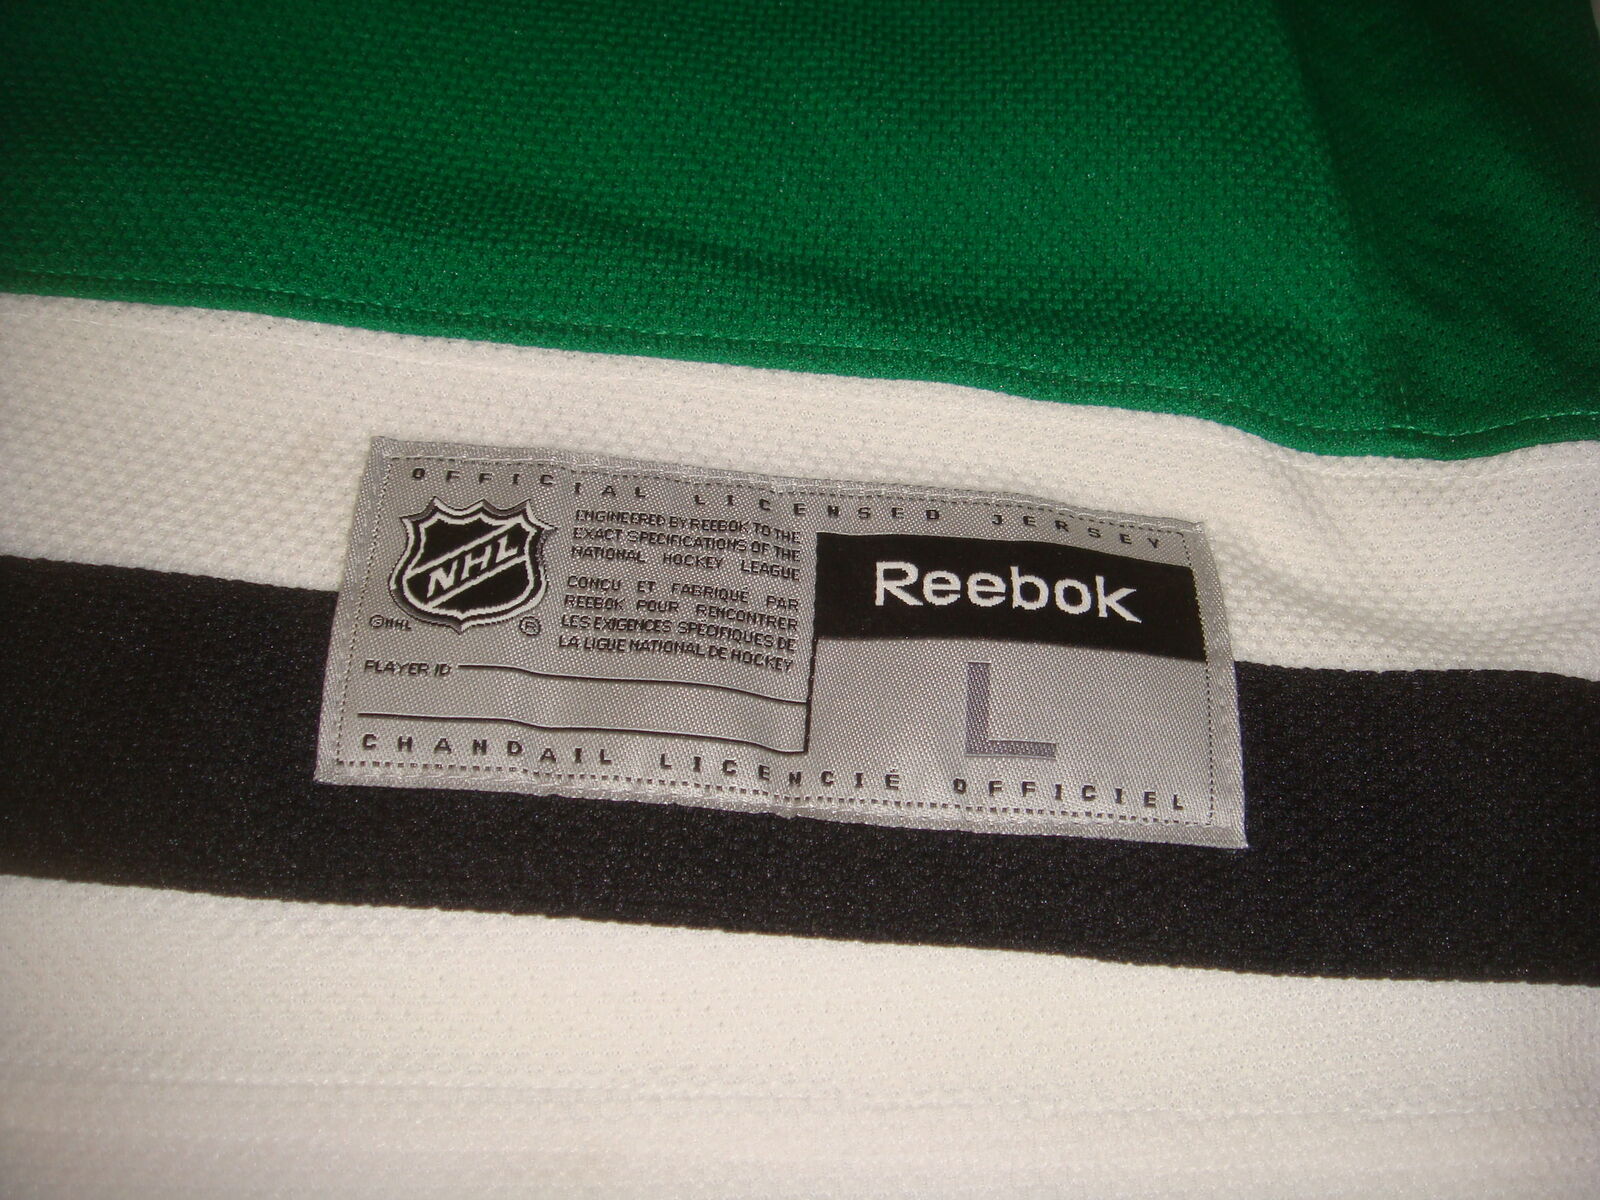 OFFICIAL LICENSED JERSEY
NHL
©NHL ®
ENGINEERED BY REEBOK TO THE
EXACT SPECIFICATIONS OF THE
NATIONAL HOCKEY LEAGUE
CONÇU ET FABRIQUÉ PAR
REEBOK POUR RENCONTRER
LES EXIGENCES SPECIFIQUES DE
LA LIGUE NATIONAL DE HOCKEY
PLAYER ID
Reebok
L
CHANDAIL LICENCIÉ OFFICIEL